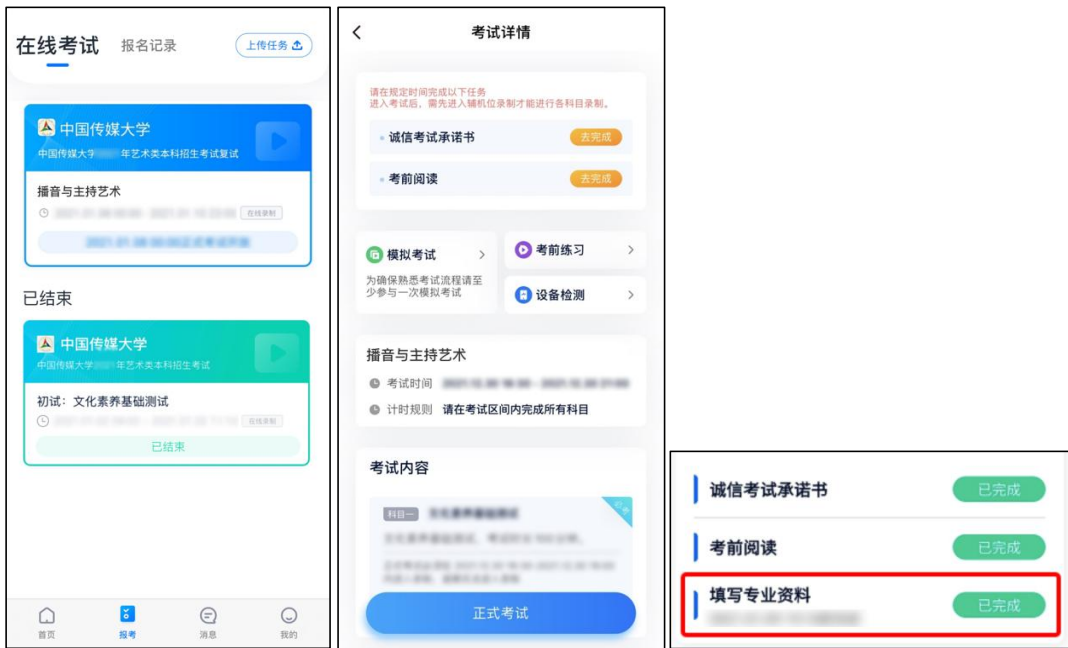 在线考试
报名记录
上传任务
中国传媒大学
中国传媒大学 年艺术类本科招生考试复试
播音与主持艺术
在线录制
已结束
中国传媒大学
中国传媒大学 年艺术类本科招生考试
初试：文化素养基础测试
在线录制
已结束
首页
报考
消息
我的
考试详情
请在规定时间完成以下任务
进入考试后，需先进入辅机位录制才能进行各科目录制。
诚信考试承诺书
去完成
考前阅读
去完成
模拟考试
为确保熟悉考试流程请至
少参与一次模拟考试
考前练习
设备检测
播音与主持艺术
考试时间
计时规则 请在考试区间内完成所有科目
考试内容
科目一
正式考试
诚信考试承诺书
已完成
考前阅读
已完成
填写专业资料
已完成